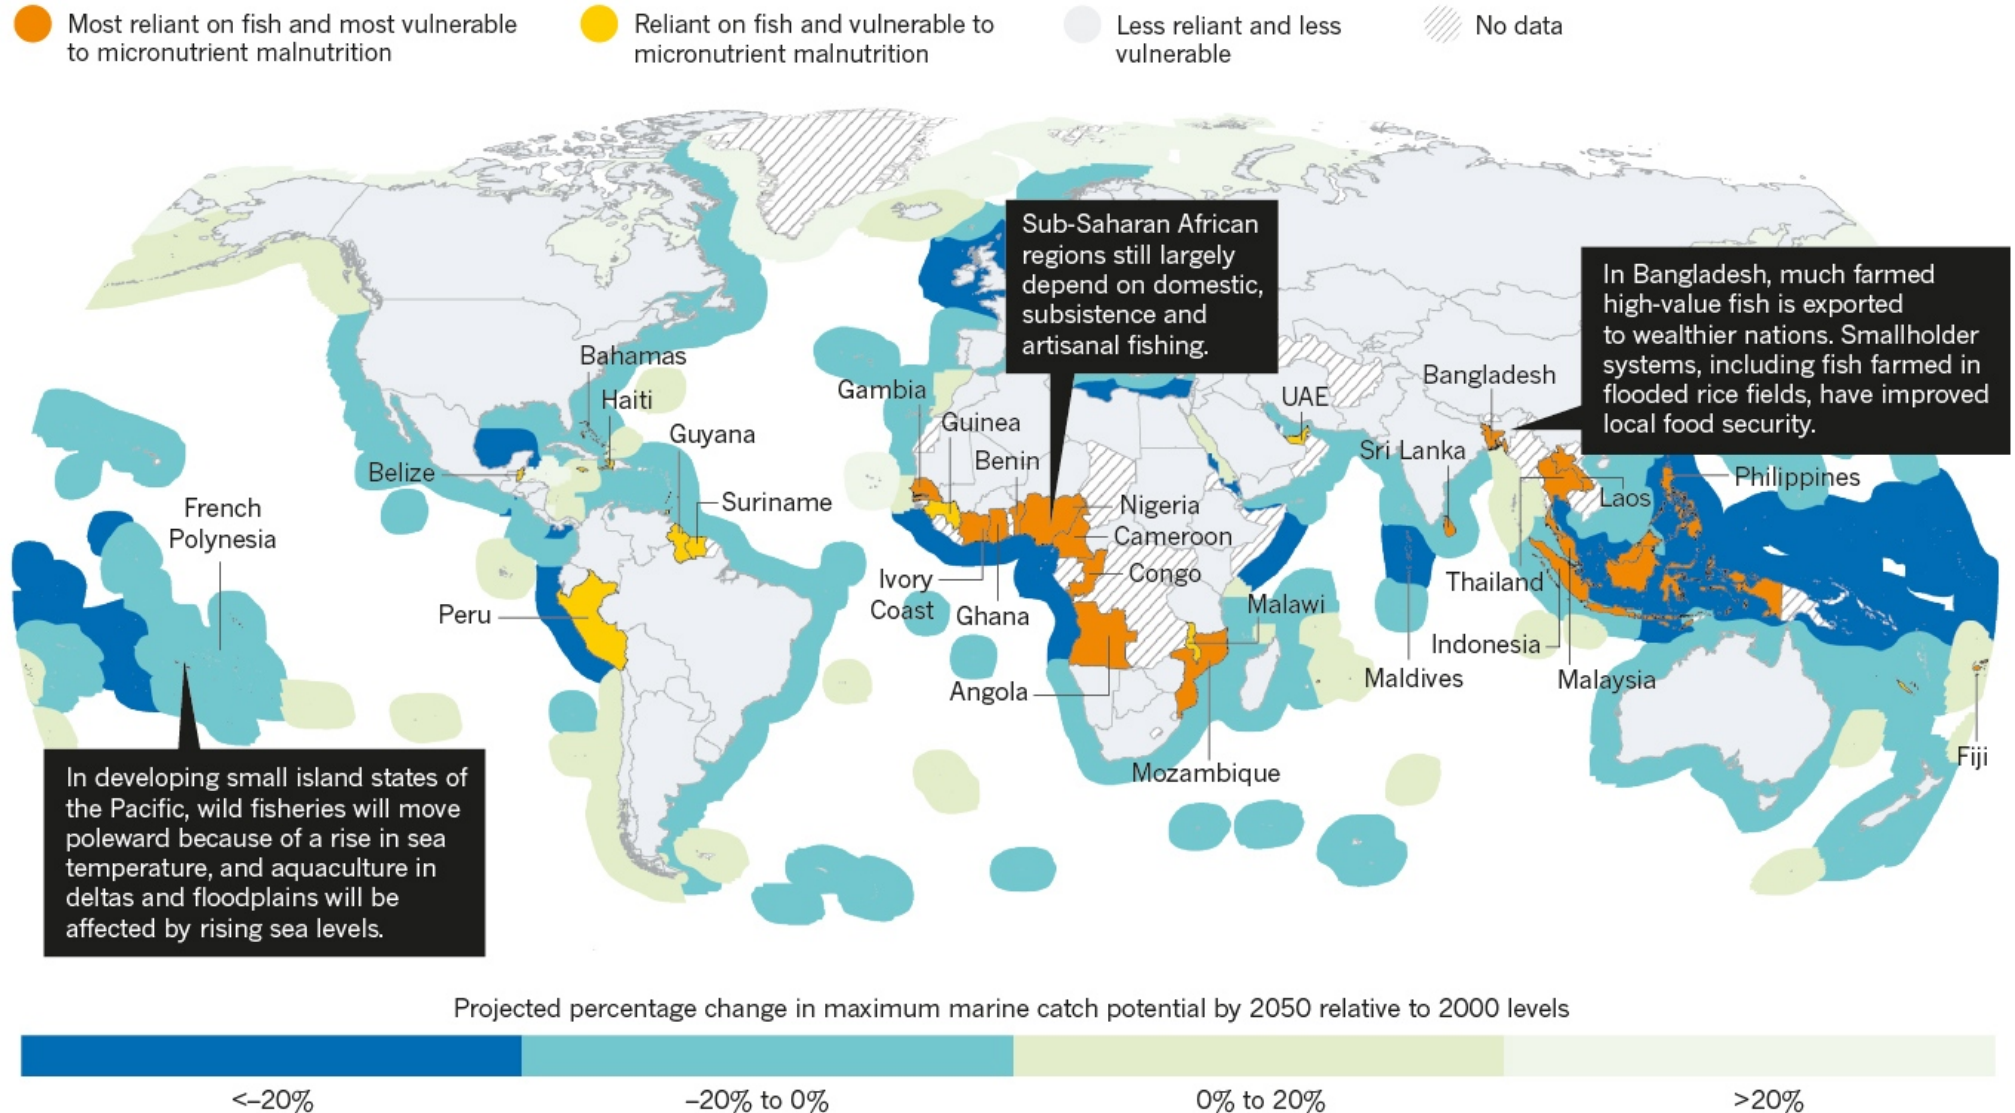 Most reliant on fish and most vulnerable
to micronutrient malnutrition
Reliant on fish and vulnerable to
micronutrient malnutrition
Less reliant and less
vulnerable
No data
Sub-Saharan African
regions still largely
depend on domestic,
subsistence and
artisanal fishing.
In Bangladesh, much farmed
high-value fish is exported
to wealthier nations. Smallholder
systems, including fish farmed in
flooded rice fields, have improved
local food security.
Bahamas
Haiti
Guyana
Belize
Suriname
French
Polynesia
Peru
Gambia
Guinea
Benin
Nigeria
Cameroon
Congo
Ivory
Coast
Ghana
Malawi
Angola
Mozambique
UAE
Bangladesh
Sri Lanka
Philippines
Laos
Thailand
Indonesia
Maldives
Malaysia
Fiji
In developing small island states of
the Pacific, wild fisheries will move
poleward because of a rise in sea
temperature, and aquaculture in
deltas and floodplains will be
affected by rising sea levels.
Projected percentage change in maximum marine catch potential by 2050 relative to 2000 levels
<–20%
–20% to 0%
0% to 20%
>20%